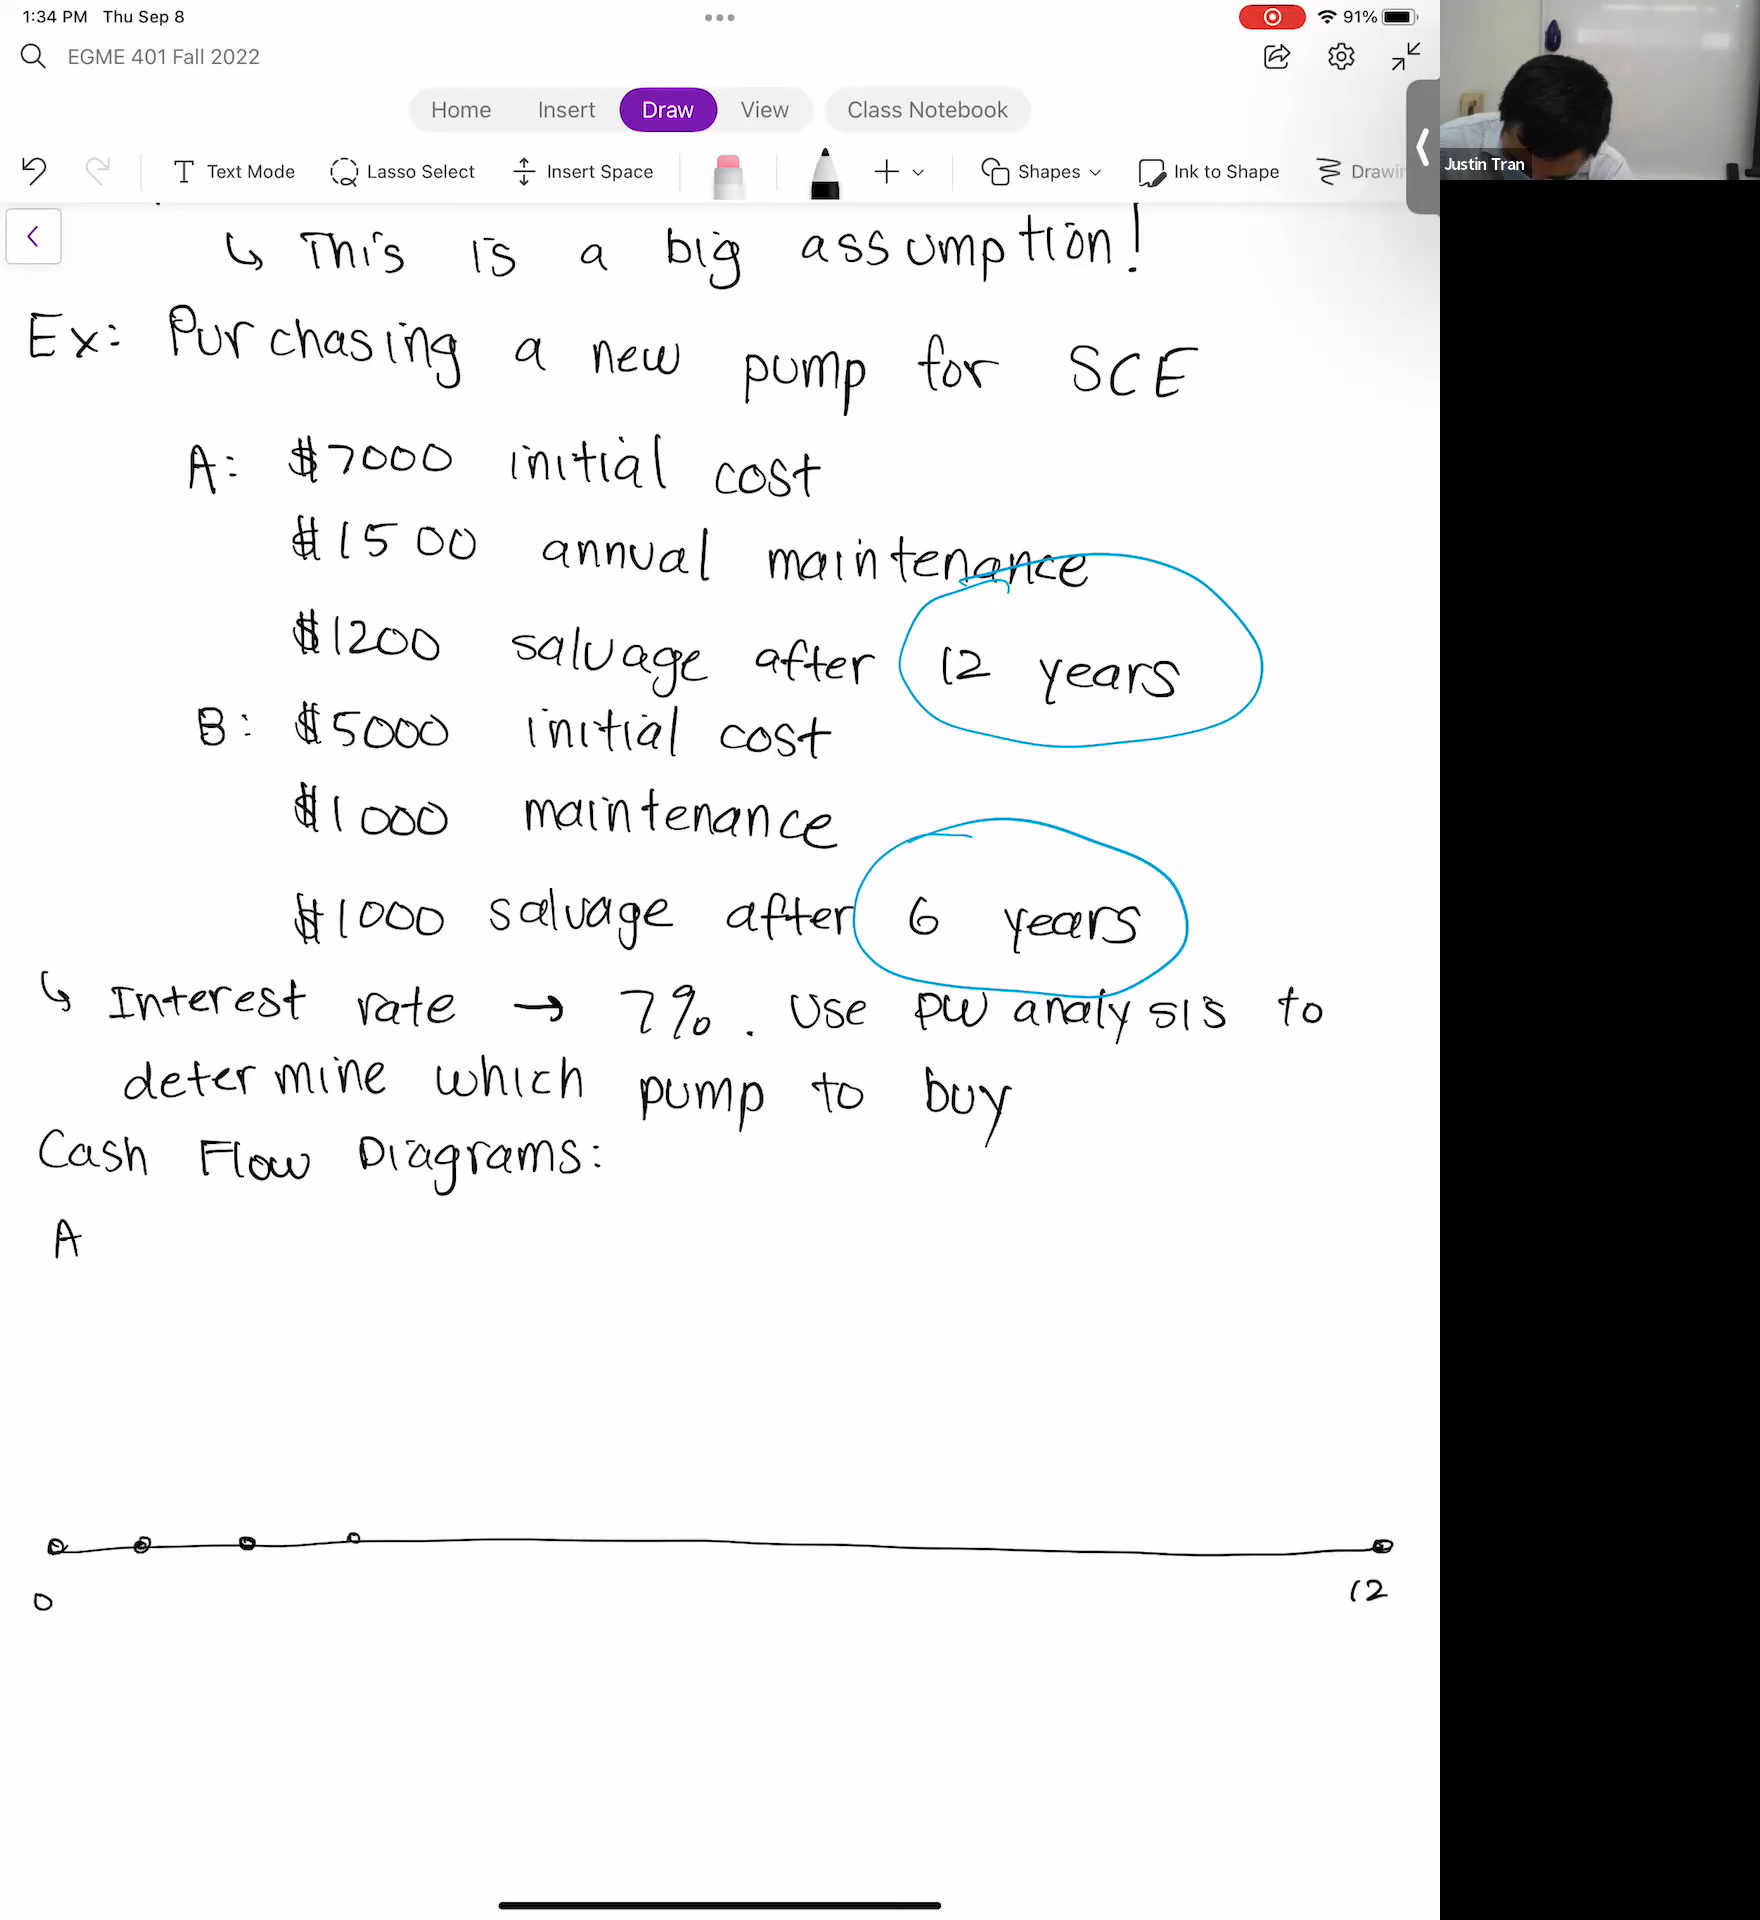 1:34 PM Thu Sep 8
91%
EGME 401 Fall 2022
Home Insert Draw View Class Notebook
Text Mode Lasso Select Insert Space Shapes Ink to Shape Drawi
Justin Tran
This is a big assumption!
Ex: Purchasing a new pump for SCE
A: $7000 initial cost
$1500 annual maintenance
$1200 salvage after 12 years
B: $5000 initial cost
$1000 maintenance
$1000 salvage after 6 years
↳ Interest rate → 7%. Use PW analysis to
determine which pump to buy
Cash Flow Diagrams:
A
0 12